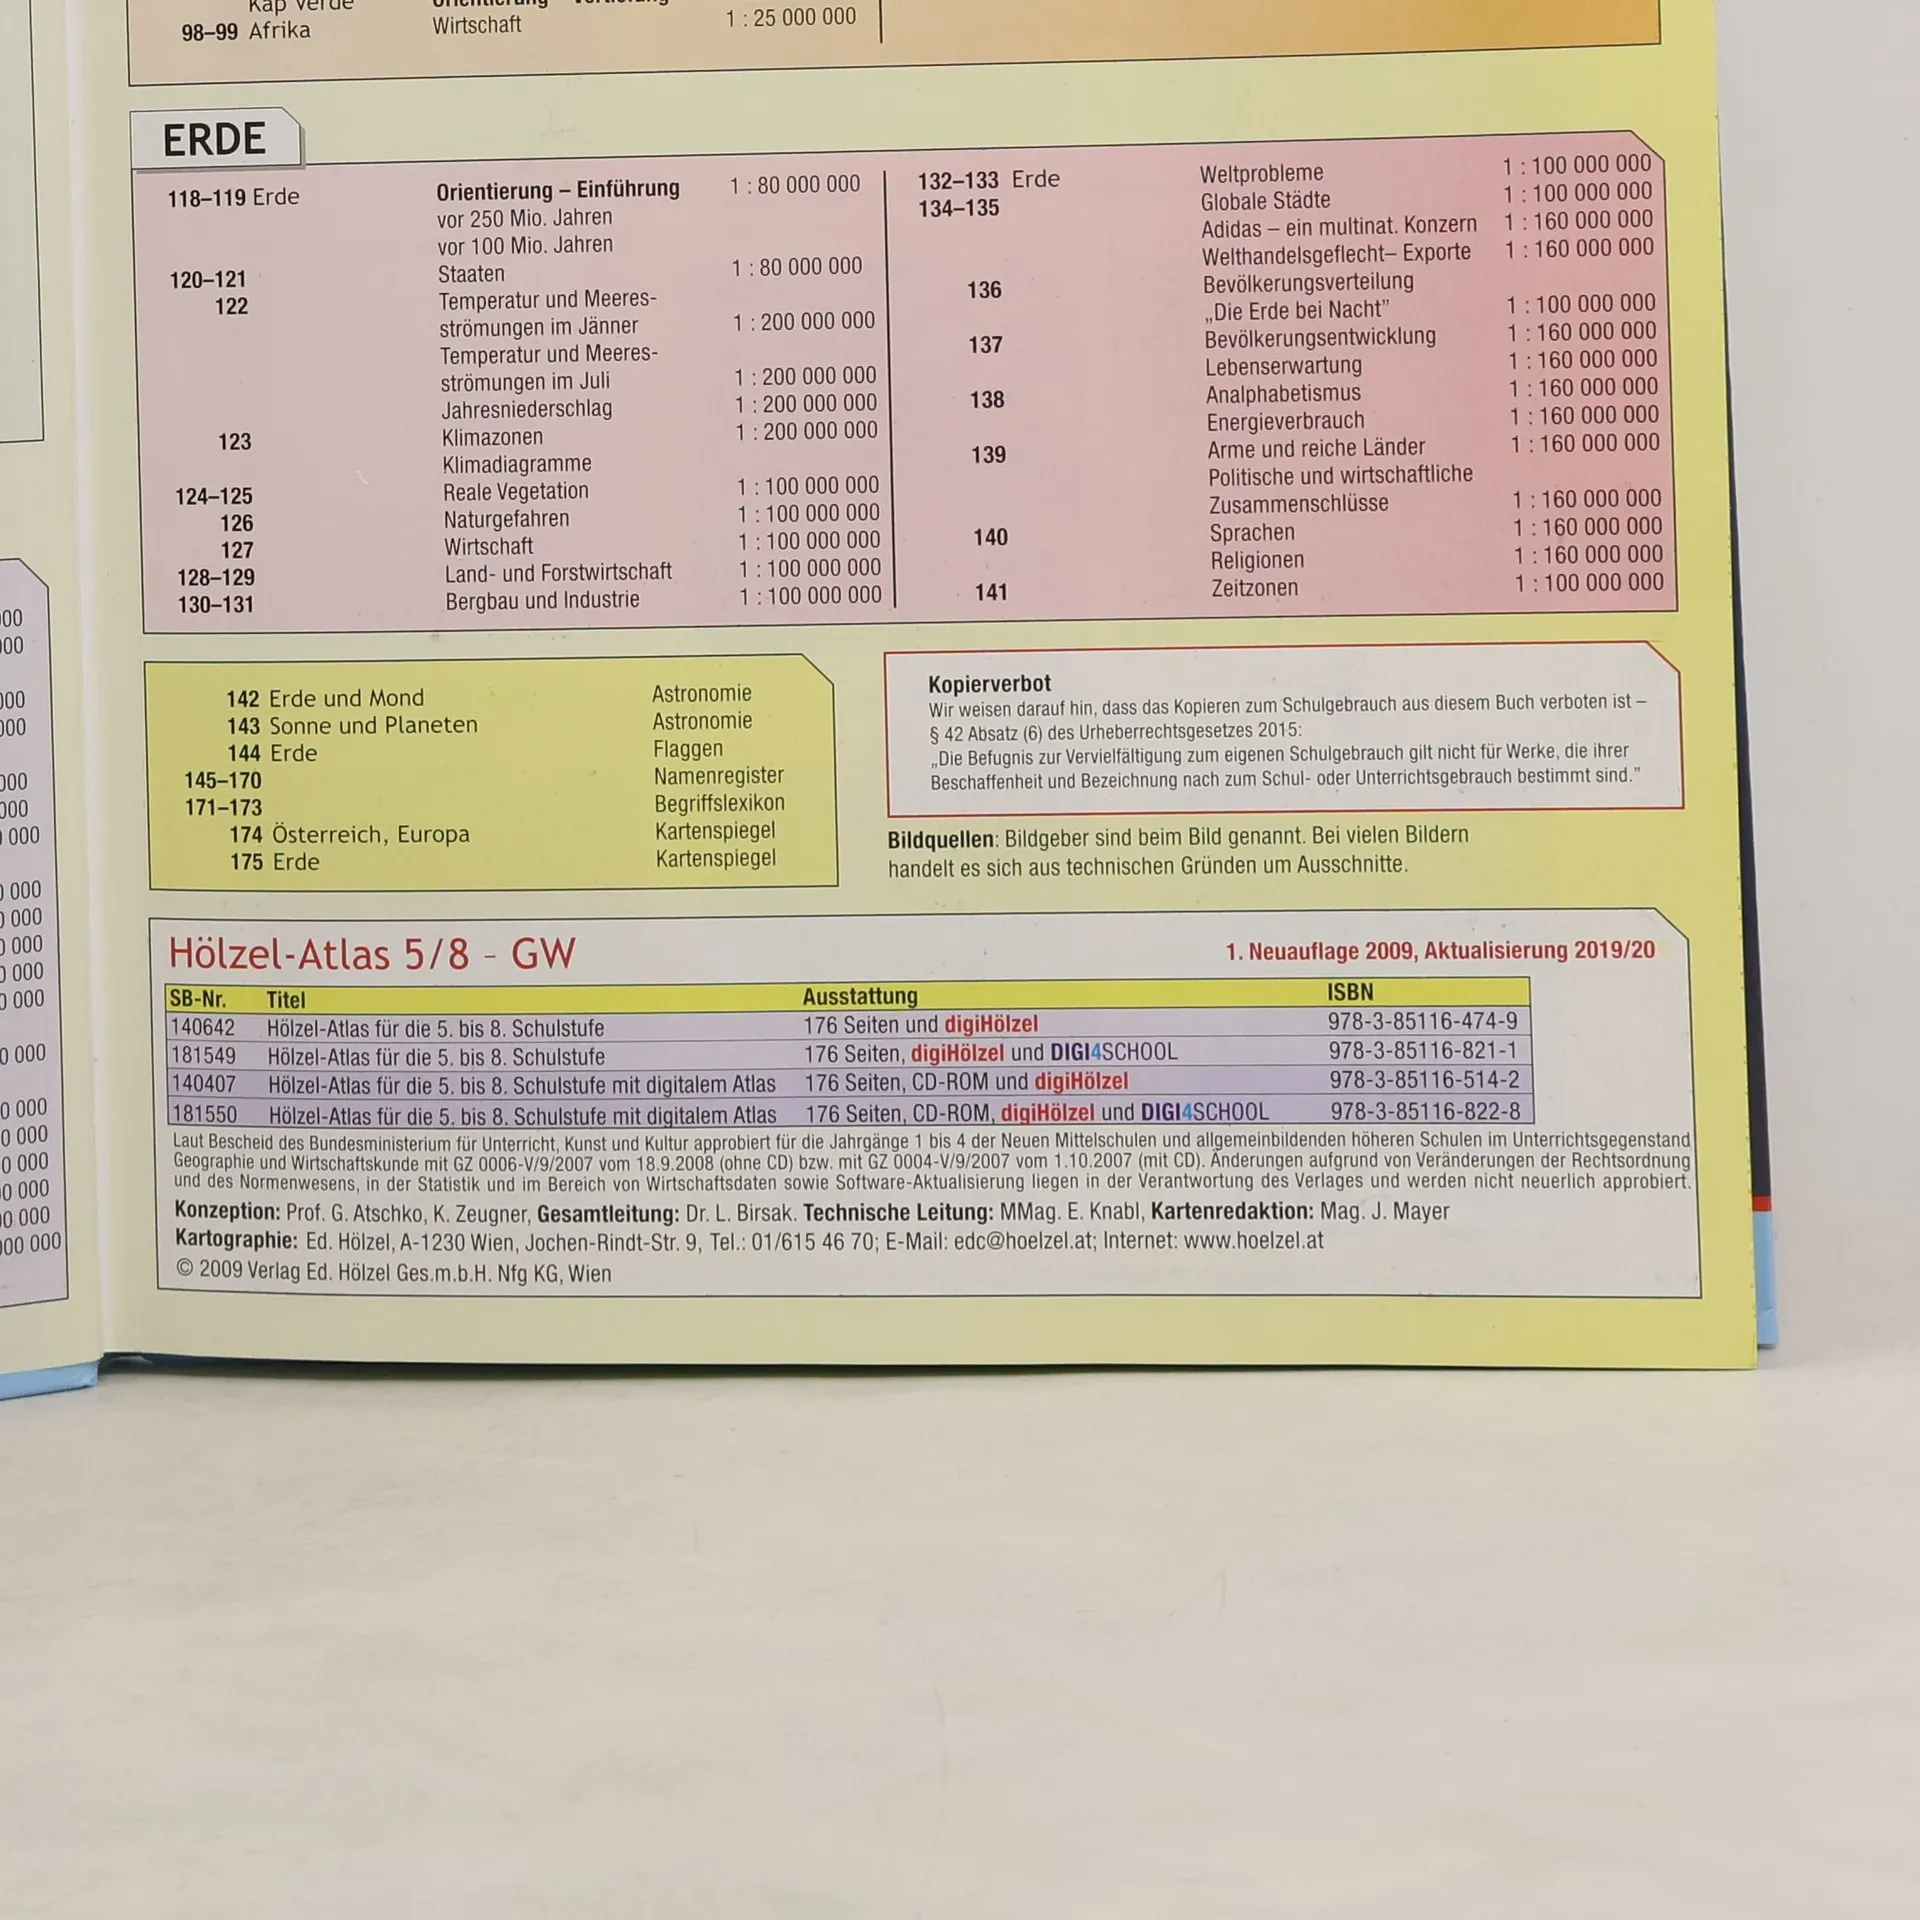 98–99 Afrika Wirtschaft 1 : 25 000 000
ERDE
118–119 Erde Orientierung – Einführung 1 : 80 000 000
vor 250 Mio. Jahren
vor 100 Mio. Jahren
120–121 Staaten 1 : 80 000 000
122 Temperatur und Meeres-
strömungen im Jänner 1 : 200 000 000
Temperatur und Meeres-
strömungen im Juli 1 : 200 000 000
Jahresniederschlag 1 : 200 000 000
123 Klimazonen 1 : 200 000 000
Klimadiagramme
124–125 Reale Vegetation 1 : 100 000 000
126 Naturgefahren 1 : 100 000 000
127 Wirtschaft 1 : 100 000 000
128–129 Land- und Forstwirtschaft 1 : 100 000 000
130–131 Bergbau und Industrie 1 : 100 000 000
132–133 Erde Weltprobleme 1 : 100 000 000
134–135 Globale Städte 1 : 100 000 000
Adidas – ein multinat. Konzern 1 : 160 000 000
Welthandelsgeflecht– Exporte 1 : 160 000 000
136 Bevölkerungsverteilung
„Die Erde bei Nacht” 1 : 100 000 000
137 Bevölkerungsentwicklung 1 : 160 000 000
Lebenserwartung 1 : 160 000 000
138 Analphabetismus 1 : 160 000 000
Energieverbrauch 1 : 160 000 000
139 Arme und reiche Länder 1 : 160 000 000
Politische und wirtschaftliche
Zusammenschlüsse 1 : 160 000 000
140 Sprachen 1 : 160 000 000
Religionen 1 : 160 000 000
141 Zeitzonen 1 : 100 000 000
142 Erde und Mond Astronomie
143 Sonne und Planeten Astronomie
144 Erde Flaggen
145–170 Namenregister
171–173 Begriffslexikon
174 Österreich, Europa Kartenspiegel
175 Erde Kartenspiegel
Kopierverbot
Wir weisen darauf hin, dass das Kopieren zum Schulgebrauch aus diesem Buch verboten ist –
§ 42 Absatz (6) des Urheberrechtsgesetzes 2015:
„Die Befugnis zur Vervielfältigung zum eigenen Schulgebrauch gilt nicht für Werke, die ihrer
Beschaffenheit und Bezeichnung nach zum Schul- oder Unterrichtsgebrauch bestimmt sind.”
Bildquellen: Bildgeber sind beim Bild genannt. Bei vielen Bildern
handelt es sich aus technischen Gründen um Ausschnitte.
Hölzel-Atlas 5/8 - GW 1. Neuauflage 2009, Aktualisierung 2019/20
SB-Nr. Titel Ausstattung ISBN
140642 Hölzel-Atlas für die 5. bis 8. Schulstufe 176 Seiten und digiHölzel 978-3-85116-474-9
181549 Hölzel-Atlas für die 5. bis 8. Schulstufe 176 Seiten, digiHölzel und DIGI4SCHOOL 978-3-85116-821-1
140407 Hölzel-Atlas für die 5. bis 8. Schulstufe mit digitalem Atlas 176 Seiten, CD-ROM und digiHölzel 978-3-85116-514-2
181550 Hölzel-Atlas für die 5. bis 8. Schulstufe mit digitalem Atlas 176 Seiten, CD-ROM, digiHölzel und DIGI4SCHOOL 978-3-85116-822-8
Laut Bescheid des Bundesministerium für Unterricht, Kunst und Kultur approbiert für die Jahrgänge 1 bis 4 der Neuen Mittelschulen und allgemeinbildenden höheren Schulen im Unterrichtsgegenstand
Geographie und Wirtschaftskunde mit GZ 0006-V/9/2007 vom 18.9.2008 (ohne CD) bzw. mit GZ 0004-V/9/2007 vom 1.10.2007 (mit CD). Änderungen aufgrund von Veränderungen der Rechtsordnung
und des Normenwesens, in der Statistik und im Bereich von Wirtschaftsdaten sowie Software-Aktualisierung liegen in der Verantwortung des Verlages und werden nicht neuerlich approbiert.
Konzeption: Prof. G. Atschko, K. Zeugner, Gesamtleitung: Dr. L. Birsak. Technische Leitung: MMag. E. Knabl, Kartenredaktion: Mag. J. Mayer
Kartographie: Ed. Hölzel, A-1230 Wien, Jochen-Rindt-Str. 9, Tel.: 01/615 46 70; E-Mail: edc@hoelzel.at; Internet: www.hoelzel.at
© 2009 Verlag Ed. Hölzel Ges.m.b.H. Nfg KG, Wien